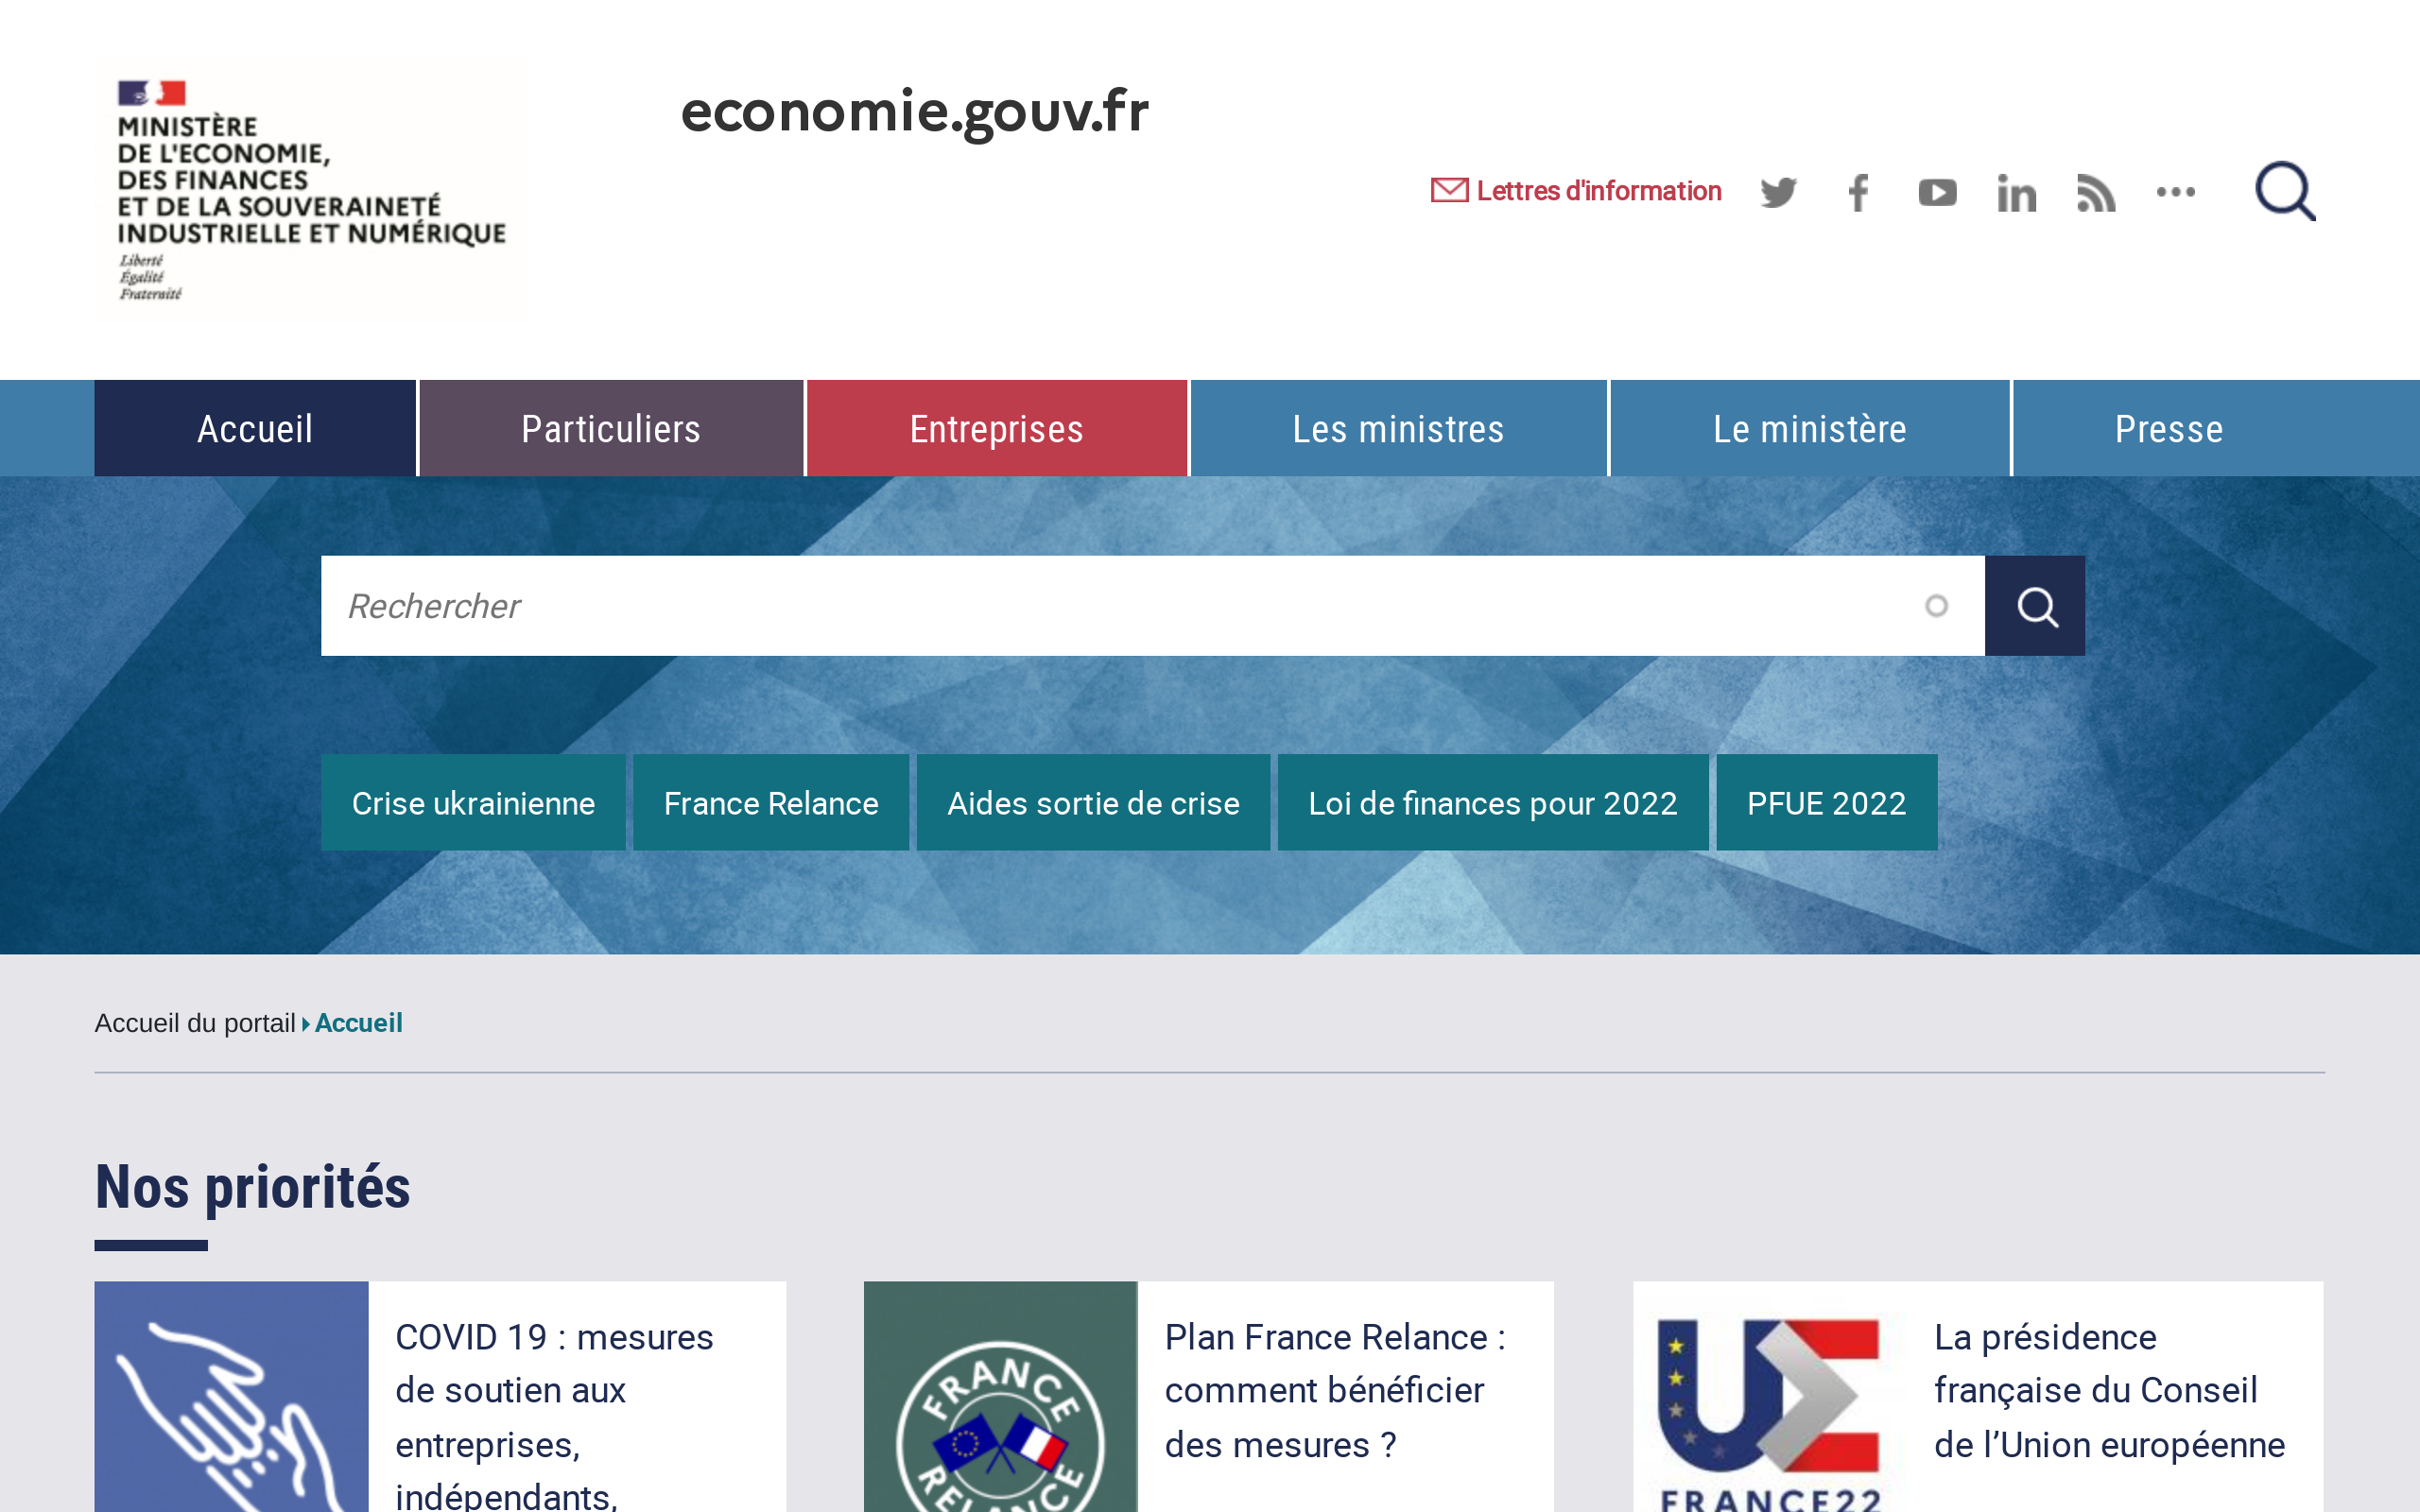 MINISTÈRE
DE L'ECONOMIE,
DES FINANCES
ET DE LA SOUVERAINETÉ
INDUSTRIELLE ET NUMÉRIQUE
Liberté
Égalité
Fraternité
economie.gouv.fr
Lettres d'information
Accueil
Particuliers
Entreprises
Les ministres
Le ministère
Presse
Rechercher
Crise ukrainienne
France Relance
Aides sortie de crise
Loi de finances pour 2022
PFUE 2022
Accueil du portail Accueil
Nos priorités
COVID 19 : mesures
de soutien aux
entreprises,
indépendants,
FRANCE
RELANCE
Plan France Relance :
comment bénéficier
des mesures ?
UE
FRANCE22
La présidence
française du Conseil
de l’Union européenne